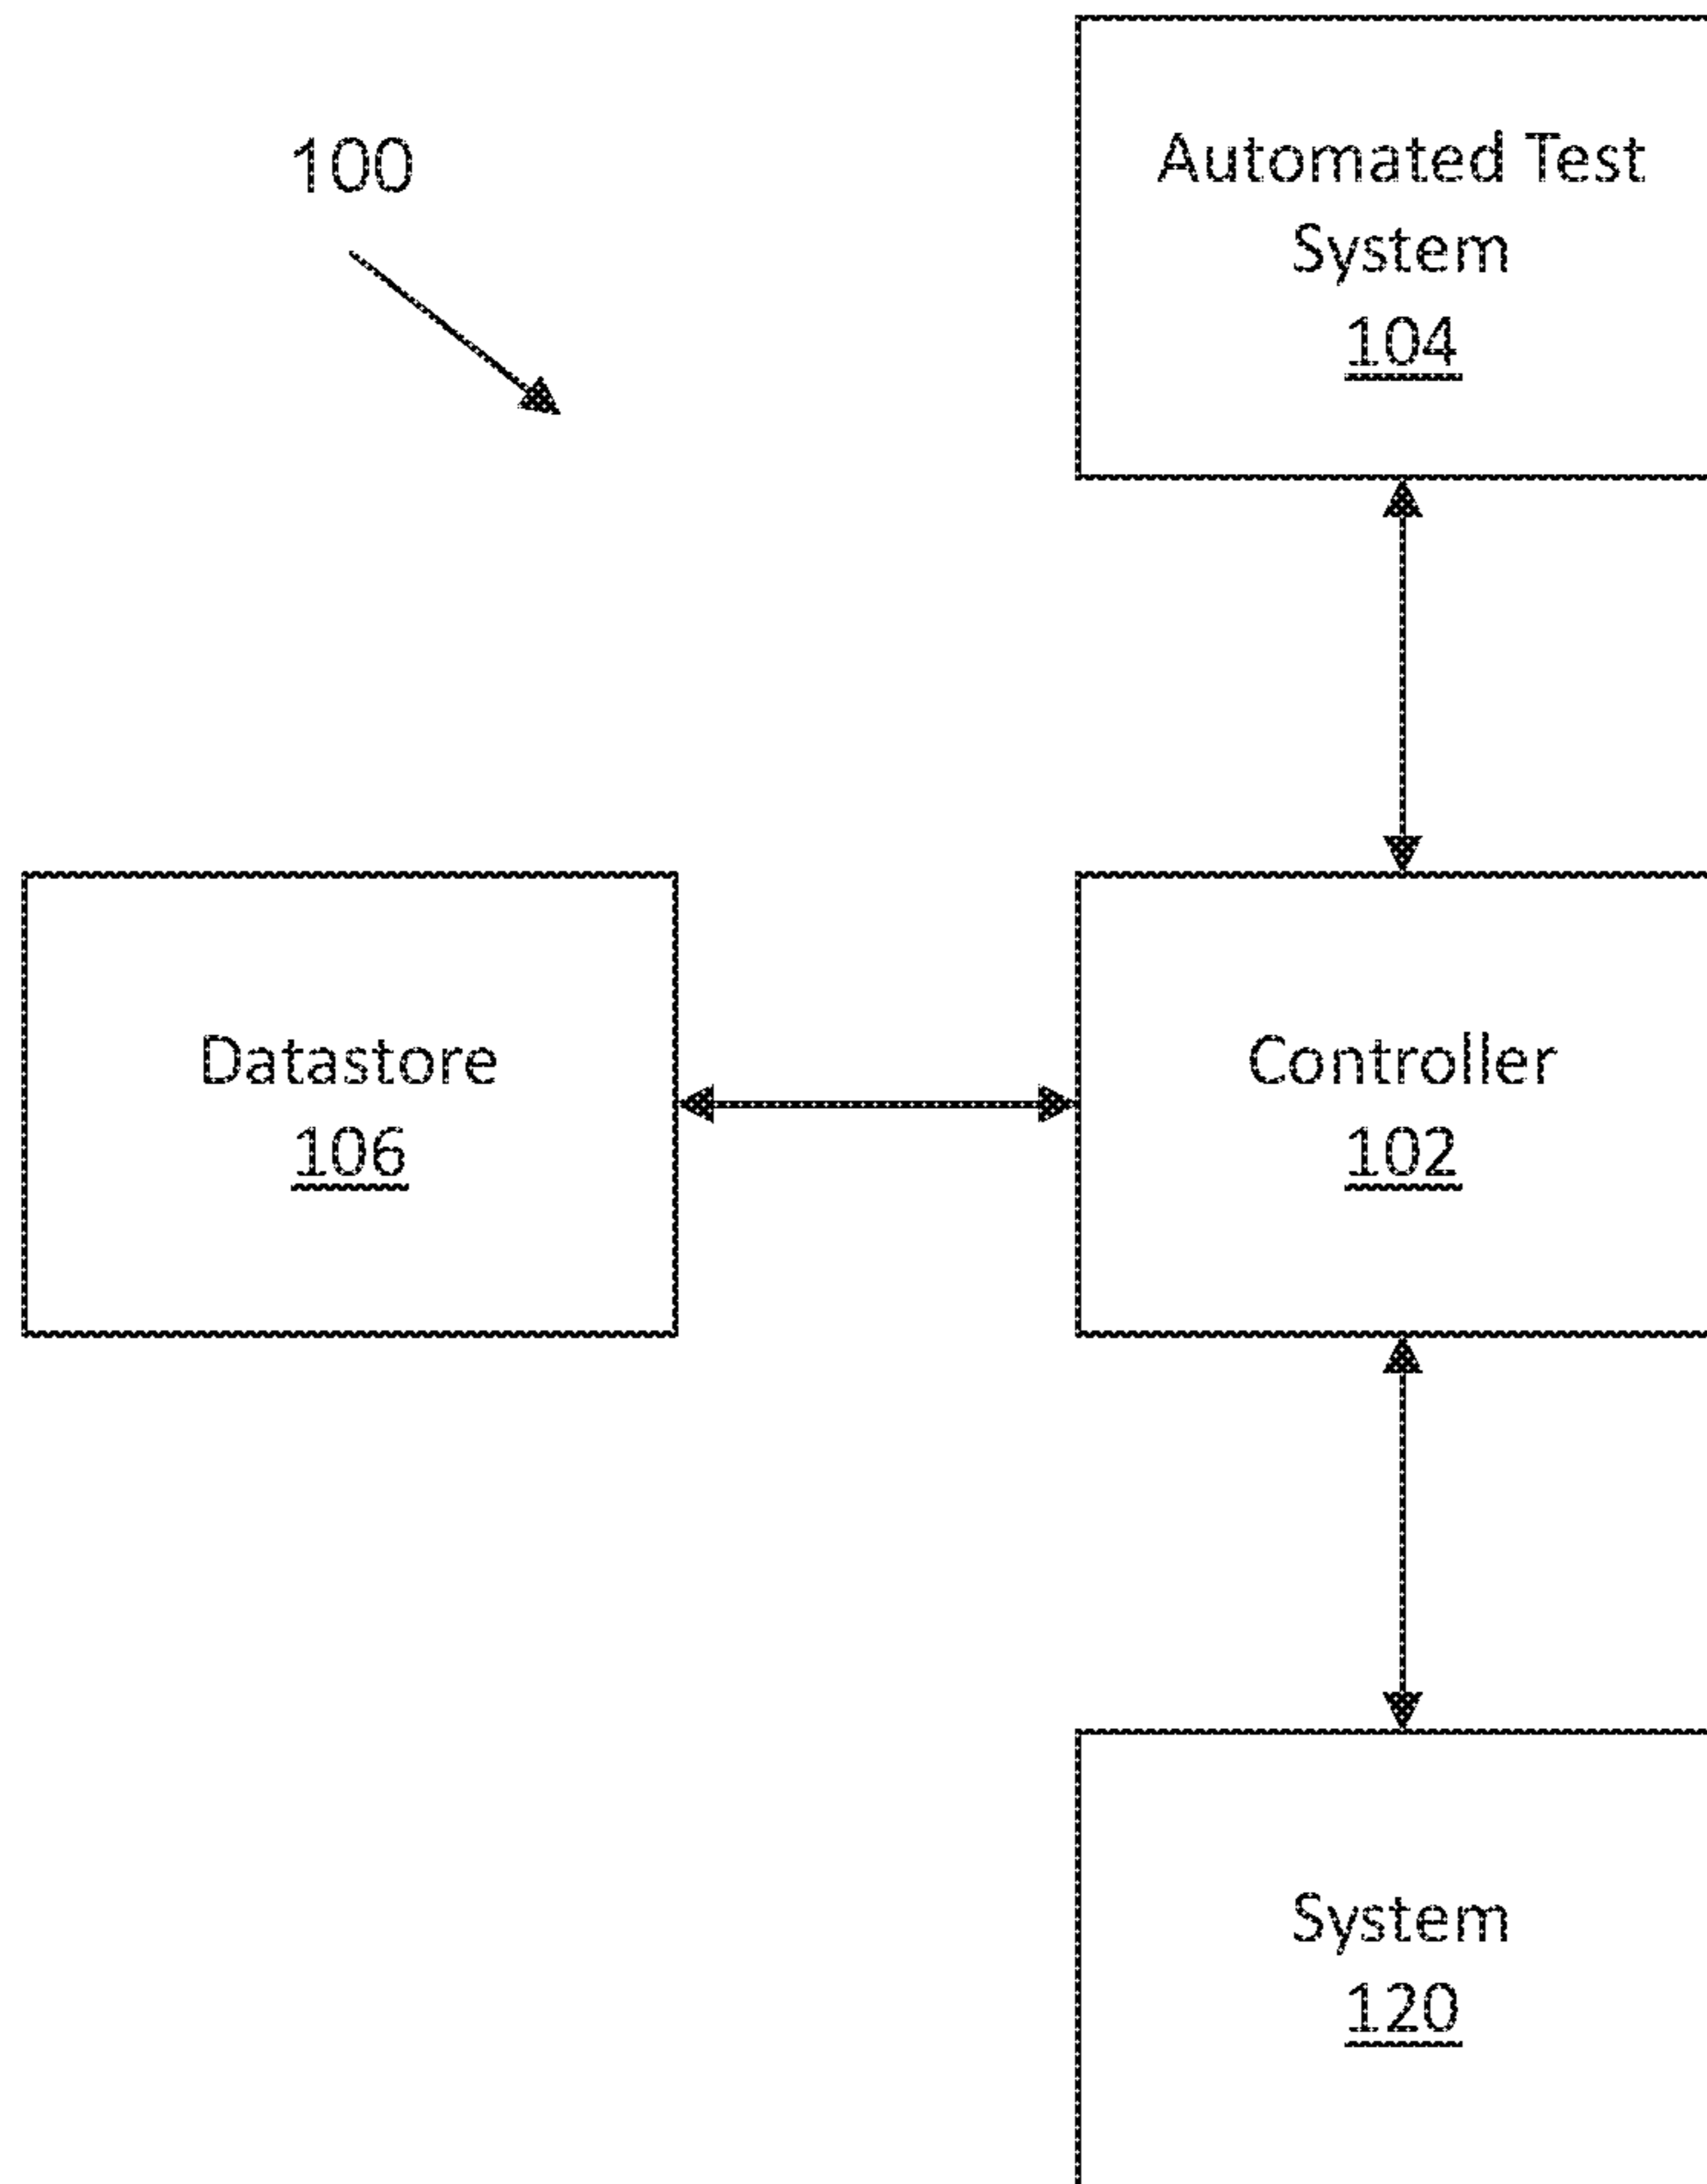 100
Automated Test
System
104
Datastore
106
Controller
102
System
120